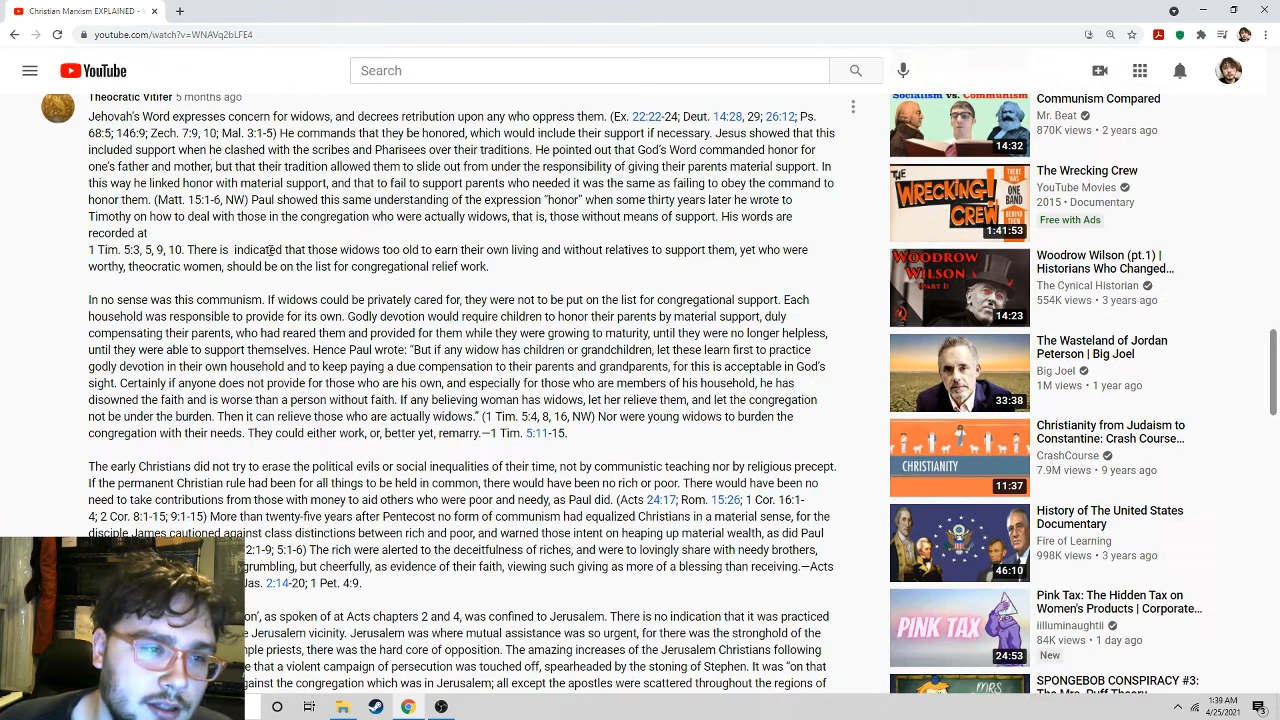 Christian Marxism EXPLAINED - Y
youtube.com/watch?v=WNAVq2bLFE4
YouTube
Search
Theocratic Vitifer 5 months ago
Jehovah's Word expresses concern for widows, and decrees retribution upon any who oppress them. (Ex. 22:22-24; Deut. 14:28, 29; 26:12; Ps.
68:5; 146:9; Zech. 7:9, 10; Mal. 3:1-5) He commands that they be honored, which would include their support if necessary. Jesus showed that this
included support when he clashed with the scribes and Pharisees over their traditions. He pointed out that God's Word commanded honor for
one's father and mother, but that their traditions allowed them to slide out from under the responsibility of giving their parents material support. In
this way he linked honor with material support, and that to fail to support parents who needed it was the same as failing to obey the command to
honor them. (Matt. 15:1-6, NW) Paul had this same understanding of the expression "honor" when some thirty years later he wrote to
Timothy on how to deal with those in the congregation who were actually widows, that is, those without means of support. His words are
recorded at
1 Tim. 5:3, 5, 9, 10. There is indicated that the widows too old to earn their own living and without relatives to support them, yet who were
worthy, theocratic women, should be on the list for congregational relief work.
In no sense was this communism. If widows could be privately cared for, they were not to be put on the list for congregational support. Each
household was responsible to provide for its own. Godly devotion would require children to honor their parents by material support, duly
compensating their parents, who had reared them and provided for them while they were growing to maturity, until they were no longer helpless,
until they were able to support themselves. Hence Paul wrote: “But if any widow has children or grandchildren, let these learn first to practice
godly devotion in their own household and to keep paying a due compensation to their parents and grandparents, for this is acceptable in God's
sight. Certainly if anyone does not provide for those who are his own, and especially for those who are members of his household, he has
disowned the faith and is worse than a person without faith. If any believing woman has widows, let her relieve them, and let the congregation
not be under the burden. Then it can relieve those who are actually widows.” (1 Tim. 5:4, 8, 16, NW) Nor were young widows to burden the
congregation with their needs. They could either work, or, better yet, remarry.—1 Tim. 5:11-15.
The early Christians did not try to erase the political evils or social inequalities of their time, not by communistic teaching nor by religious precept.
If the permanent Christian rule had been for all things to be held in common, there would have been no rich or poor. There would have been no
need to take contributions from those with money to aid others who were poor and needy, as Paul did. (Acts 24:17; Rom. 15:26; 1 Cor. 16:1-
4; 2 Cor. 8:1-15; 9:1-15) More than twenty-five years after Pentecost no form of communism had equalized Christians in a material sense, for the
disciple James cautioned against class distinctions between rich and poor, and warned those intent on heaping up material wealth, as did Paul
2:1-9, 5:1-6) The rich were alerted to the deceitfulness of riches, and were to lovingly share with needy brothers,
grumbling, but cheerfully, as evidence of their faith, viewing such giving as more of a blessing than receiving.—Acts
Jas. 2:14-20; 1 Pet. 4:9.
on’, as spoken of at Acts chapters 2 and 4, was confined to Jerusalem. There is no indication that it was practiced
e Jerusalem vicinity. Jerusalem was where mutual assistance was so urgent, for there was the stronghold of the
ple priests, there was the hard core of opposition. The amazing increases of the Jerusalem Christians following
e that a violent campaign of persecution was touched off, spearheaded by the stoning of Stephen. It was “on that
ainst the congregation which was in Jerusalem; all except the apostles were scattered throughout the regions of
Socialism vs. Communism
14:32
Communism Compared
Mr. Beat
870K views • 2 years ago
THE
WRECKING!
CREW
THERE
WAS
ONE
BAND
BEHIND
THEM
1:41:53
The Wrecking Crew
YouTube Movies
2015 • Documentary
Free with Ads
WOODROW
WILSON
(PART I)
14:23
Woodrow Wilson (pt.1) |
Historians Who Changed...
The Cynical Historian
554K views • 3 years ago
33:38
The Wasteland of Jordan
Peterson | Big Joel
Big Joel
1M views • 1 year ago
CHRISTIANITY
11:37
Christianity from Judaism to
Constantine: Crash Course...
CrashCourse
7.9M views • 9 years ago
46:10
History of The United States
Documentary
Fire of Learning
998K views • 3 years ago
PINK TAX
24:53
Pink Tax: The Hidden Tax on
Women's Products | Corporate...
iilluminaughtii
84K views • 1 day ago
New
MRS
SPONGEBOB CONSPIRACY #3:
The Mrs. Puff Theory
1:39 AM
4/25/2021